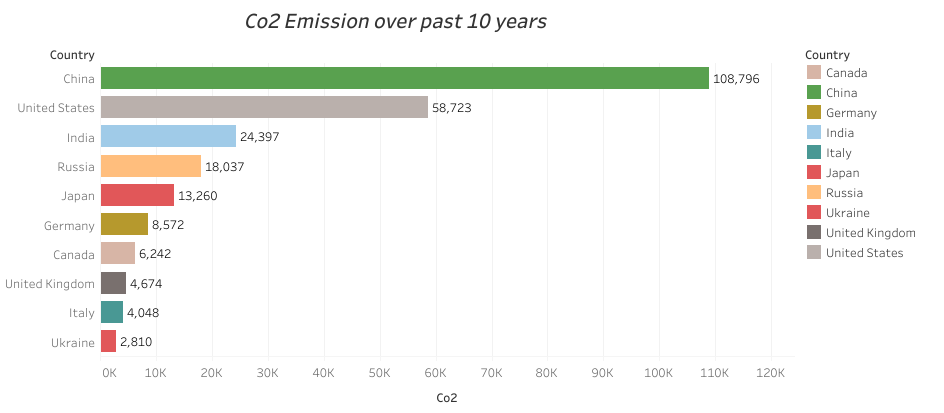 Co2 Emission over past 10 years
Country
China 108,796
United States 58,723
India 24,397
Russia 18,037
Japan 13,260
Germany 8,572
Canada 6,242
United Kingdom 4,674
Italy 4,048
Ukraine 2,810
0K 10K 20K 30K 40K 50K 60K 70K 80K 90K 100K 110K 120K
Co2
Country
Canada
China
Germany
India
Italy
Japan
Russia
Ukraine
United Kingdom
United States